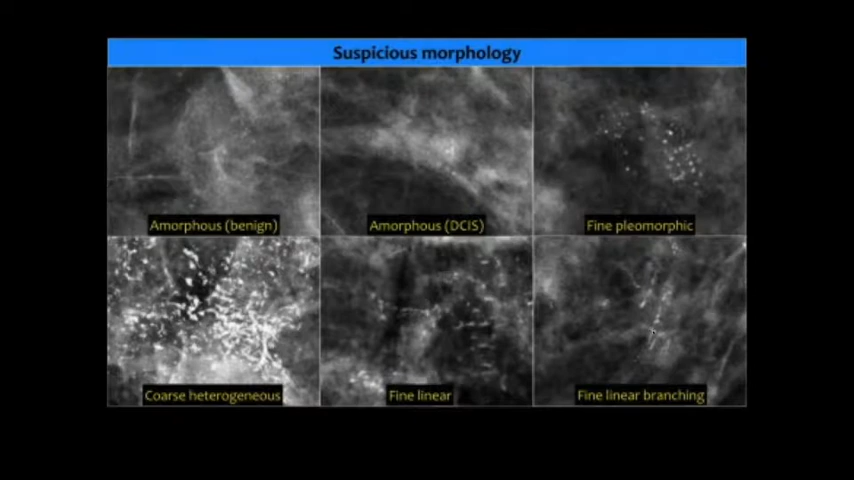 Suspicious morphology
Amorphous (benign)
Amorphous (DCIS)
Fine pleomorphic
Coarse heterogeneous
Fine linear
Fine linear branching